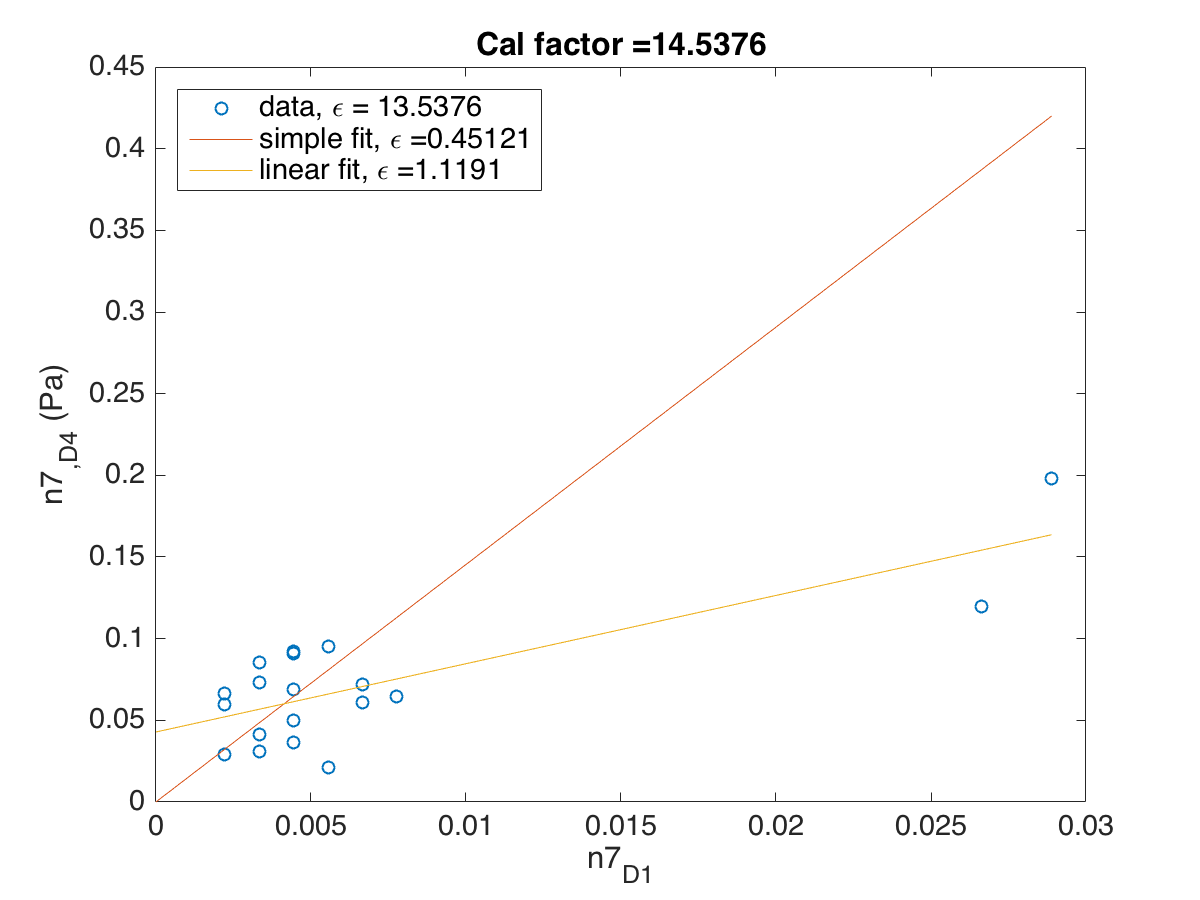 Cal factor =14.5376
0.45
0.4
0.35
0.3
0.25
0.2
0.15
0.1
0.05
0
data, ϵ = 13.5376
simple fit, ϵ =0.45121
linear fit, ϵ =1.1191
n7,D4 (Pa)
0 0.005 0.01 0.015 0.02 0.025 0.03
n7D1